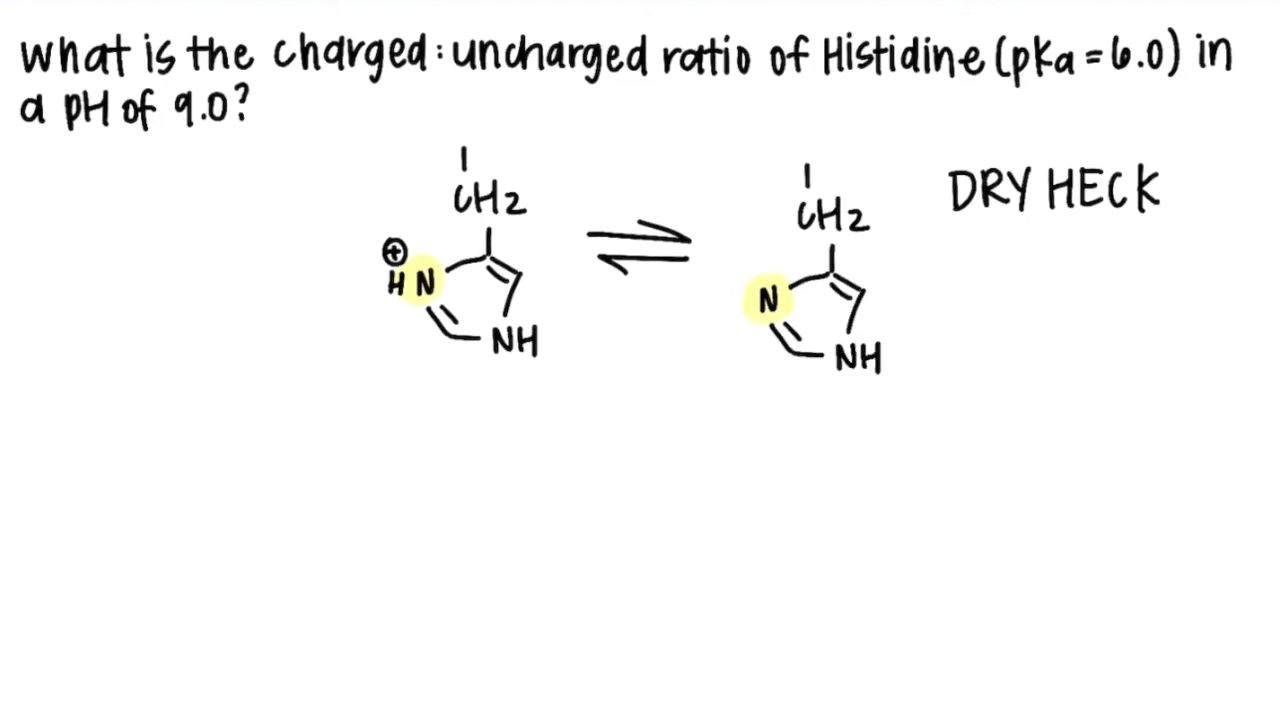 What is the charged:uncharged ratio of Histidine (pKa = 6.0) in
a pH of 9.0?
CH2
CH2
DRY HECK
+
H N
N
NH
NH